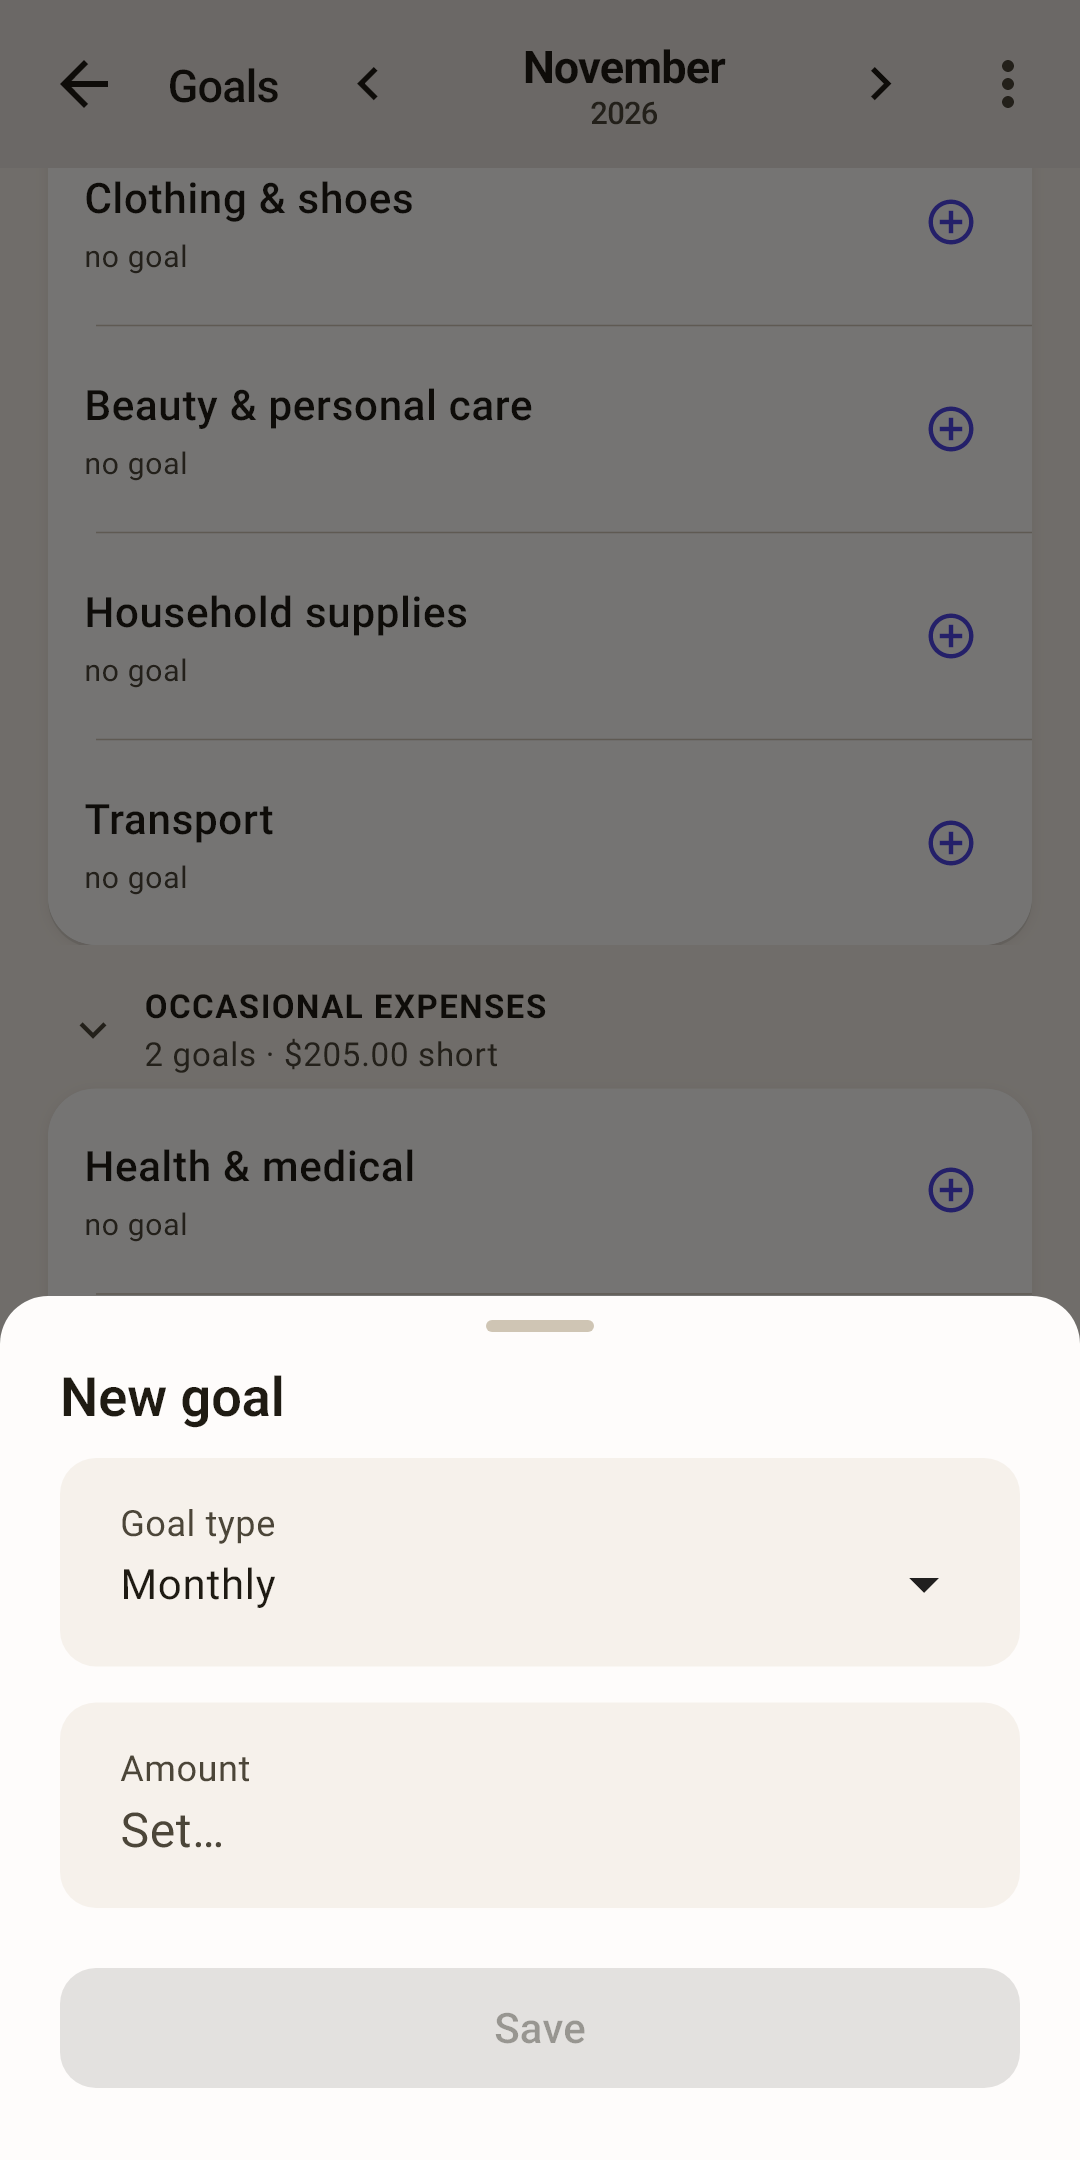 Goals
November
2026
Clothing & shoes
no goal
Beauty & personal care
no goal
Household supplies
no goal
Transport
no goal
OCCASIONAL EXPENSES
2 goals · $205.00 short
Health & medical
no goal
New goal
Goal type
Monthly
Amount
Set...
Save